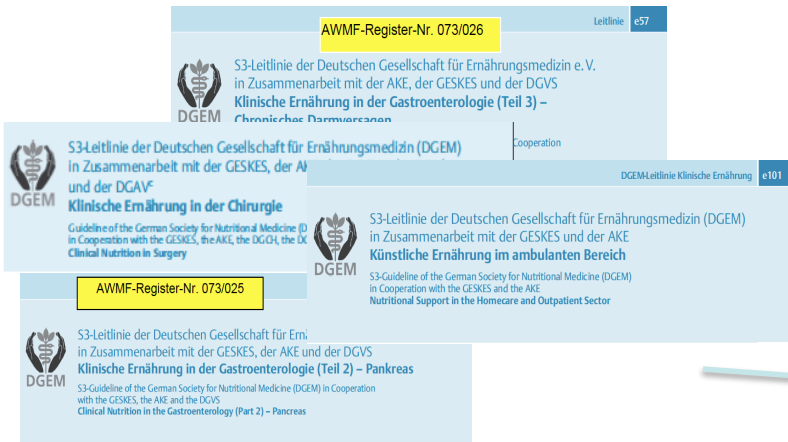 Leitlinie e57
AWMF-Register-Nr. 073/026
DGEM
S3-Leitlinie der Deutschen Gesellschaft für Ernährungsmedizin e. V.
in Zusammenarbeit mit der AKE, der GESKES und der DGVS
Klinische Ernährung in der Gastroenterologie (Teil 3) –
Chronisches Darmversagen
Cooperation
DGEM
S3-Leitlinie der Deutschen Gesellschaft für Ernährungsmedizin (DGEM)
in Zusammenarbeit mit der GESKES, der
und der DGAV
Klinische Ernährung in der Chirurgie
Guideline of the German Society for Nutritional Medicine
in Cooperation with the GESKES, the AKE, the DGCH, the
Clinical Nutrition in Surgery
DGEM-Leitlinie Klinische Ernährung e101
DGEM
S3-Leitlinie der Deutschen Gesellschaft für Ernährungsmedizin (DGEM)
in Zusammenarbeit mit der GESKES und der AKE
Künstliche Ernährung im ambulanten Bereich
S3-Guideline of the German Society for Nutritional Medicine (DGEM)
in Cooperation with the GESKES and the AKE
Nutritional Support in the Homecare and Outpatient Sector
AWMF-Register-Nr. 073/025
DGEM
S3-Leitlinie der Deutschen Gesellschaft für
in Zusammenarbeit mit der GESKES, der AKE und der DGVS
Klinische Ernährung in der Gastroenterologie (Teil 2) – Pankreas
S3-Guideline of the German Society for Nutritional Medicine (DGEM) in Cooperation
with the GESKES, the AKE and the DGVS
Clinical Nutrition in the Gastroenterology (Part 2) – Pancreas